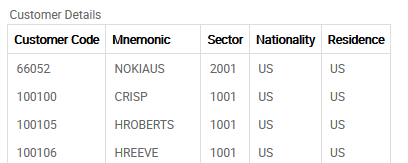 Customer Details
Customer Code Mnemonic Sector Nationality Residence
66052 NOKIAUS 2001 US US
100100 CRISP 1001 US US
100105 HROBERTS 1001 US US
100106 HREEVE 1001 US US